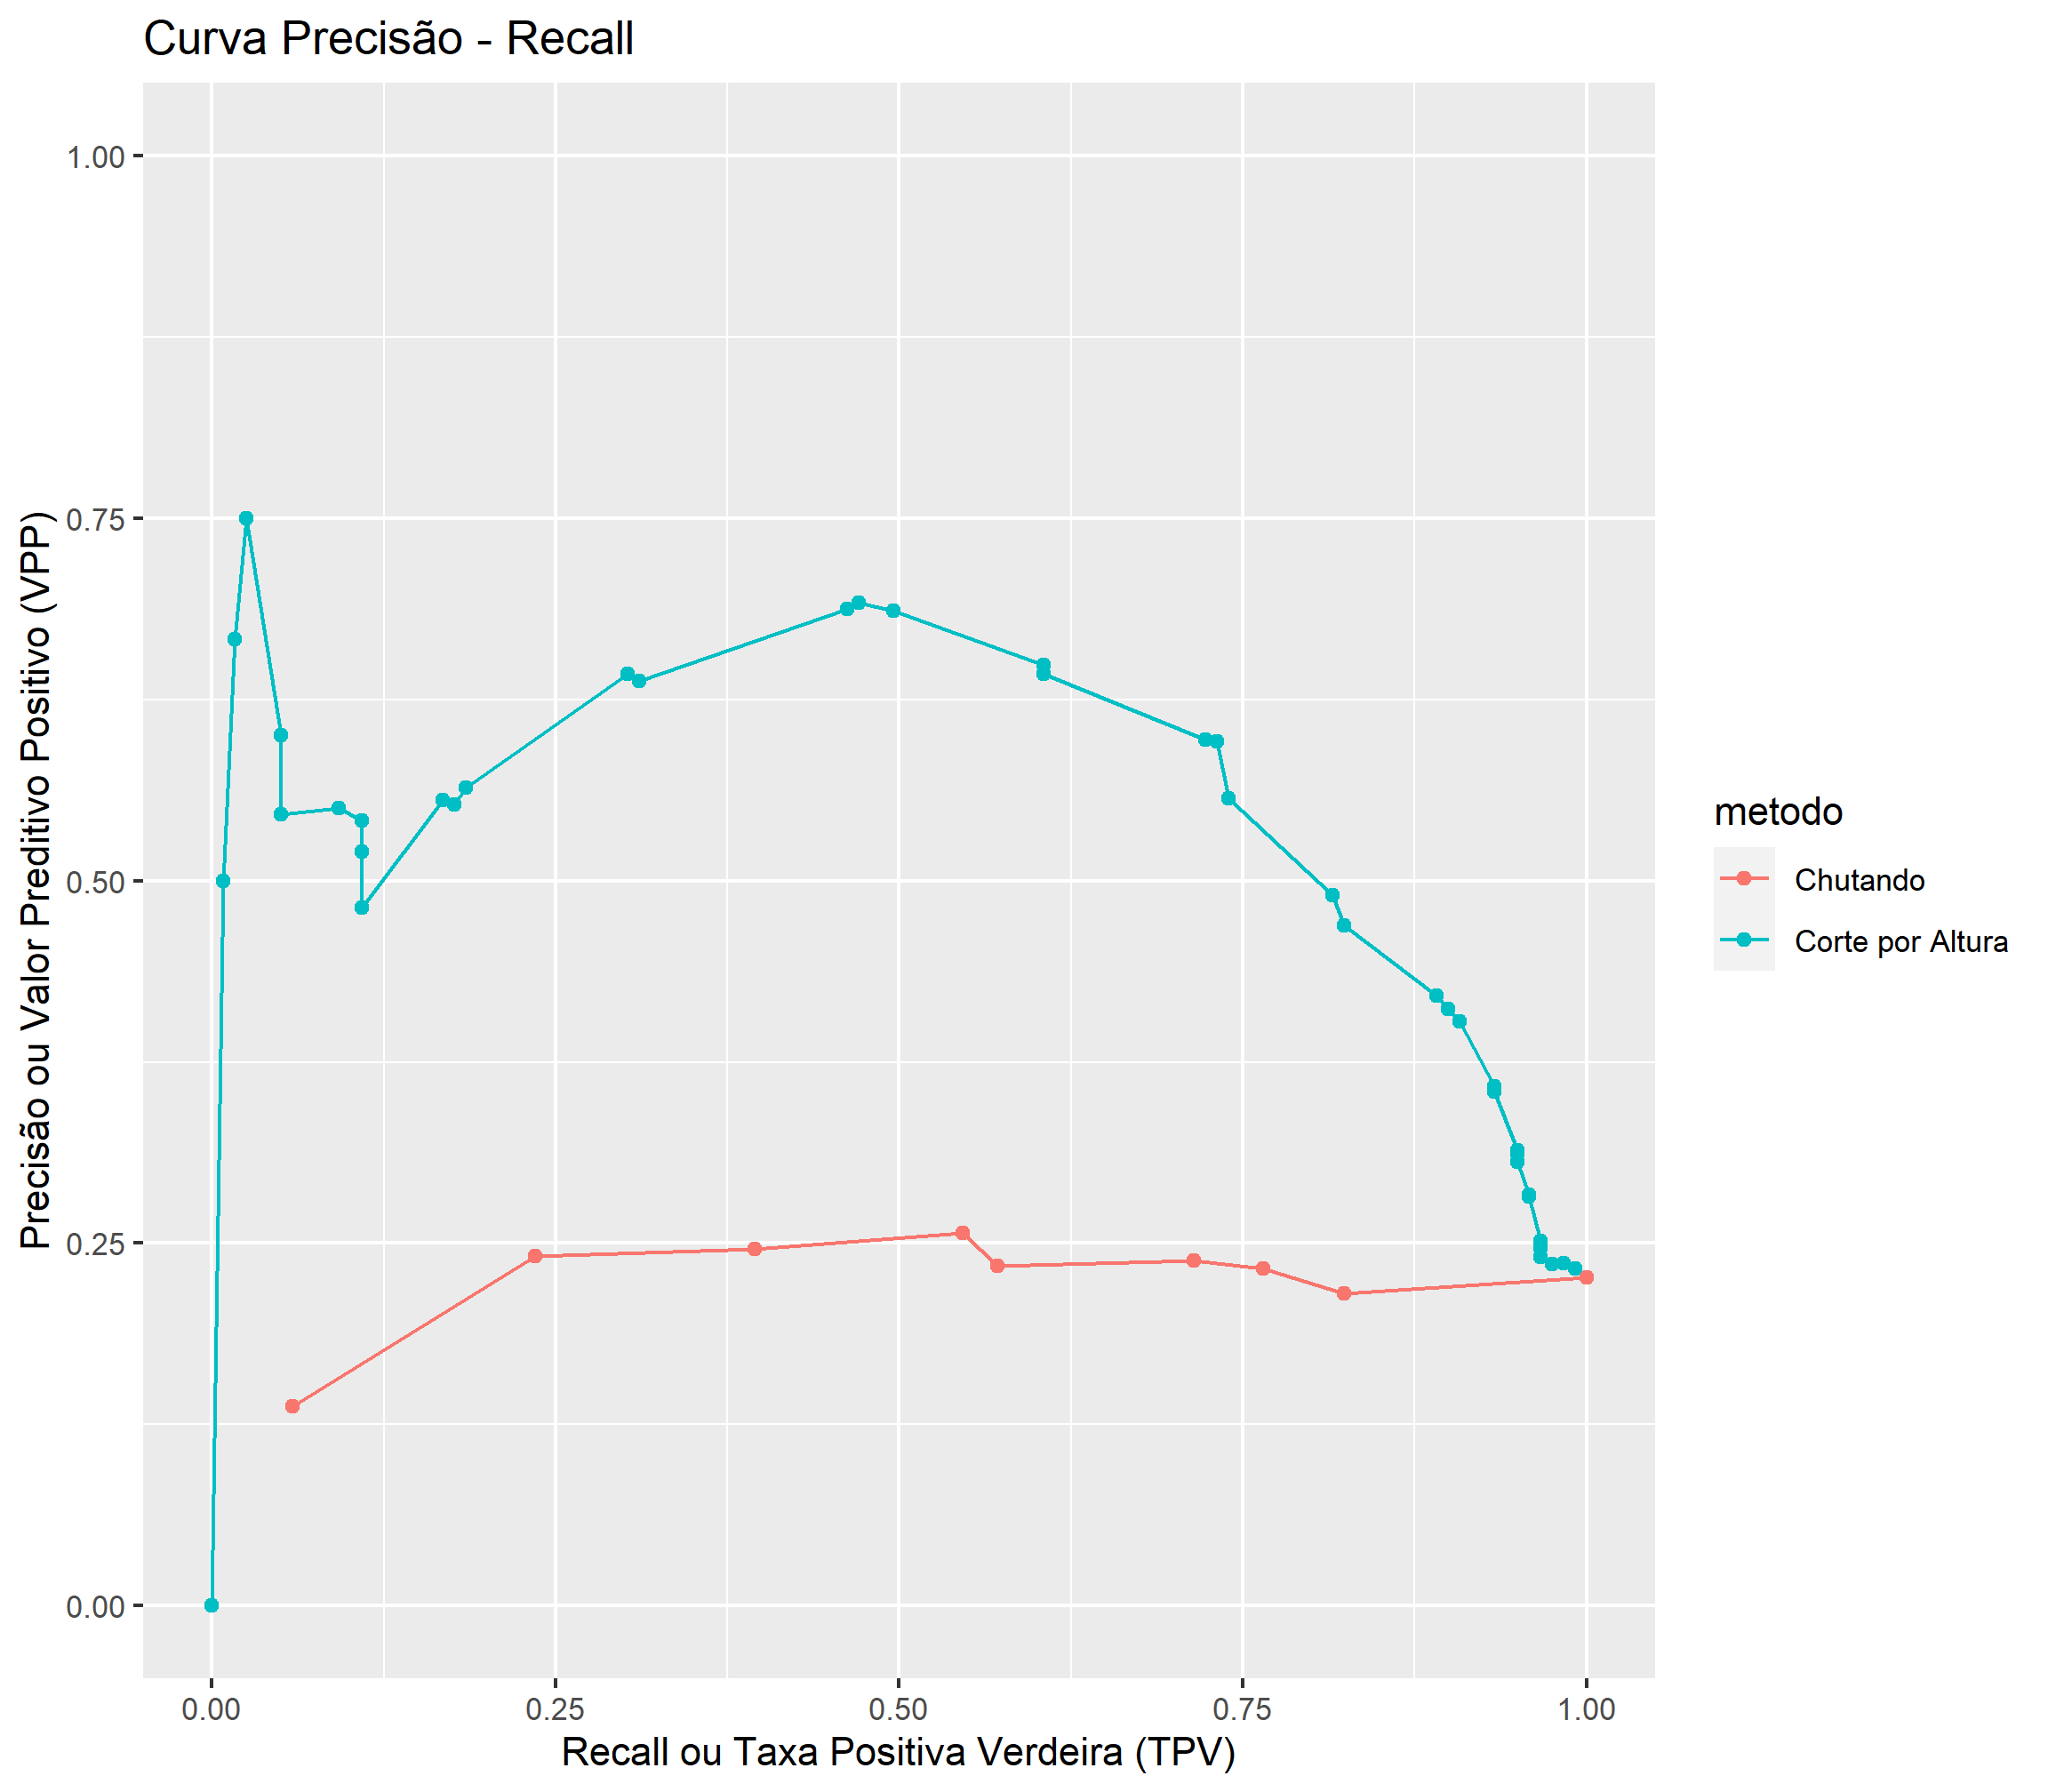 Curva Precisão - Recall
Precisão ou Valor Preditivo Positivo (VPP)
1.00
0.75
0.50
0.25
0.00
0.00 0.25 0.50 0.75 1.00
Recall ou Taxa Positiva Verdeira (TPV)
metodo
Chutando
Corte por Altura